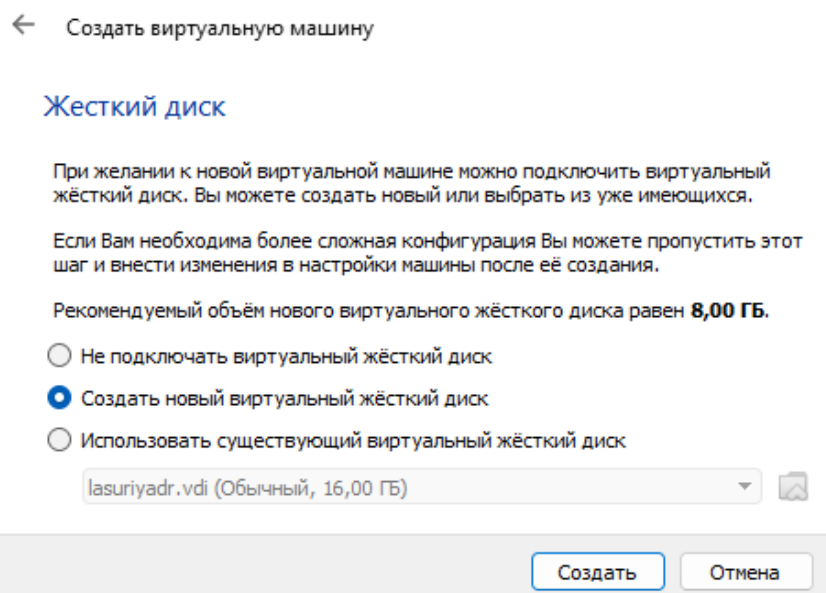 Создать виртуальную машину
Жесткий диск
При желании к новой виртуальной машине можно подключить виртуальный
жёсткий диск. Вы можете создать новый или выбрать из уже имеющихся.
Если Вам необходима более сложная конфигурация Вы можете пропустить этот
шаг и внести изменения в настройки машины после её создания.
Рекомендуемый объём нового виртуального жёсткого диска равен 8,00 ГБ.
Не подключать виртуальный жёсткий диск
Создать новый виртуальный жёсткий диск
Использовать существующий виртуальный жёсткий диск
lasuriyadr.vdi (Обычный, 16,00 ГБ)
Создать
Отмена